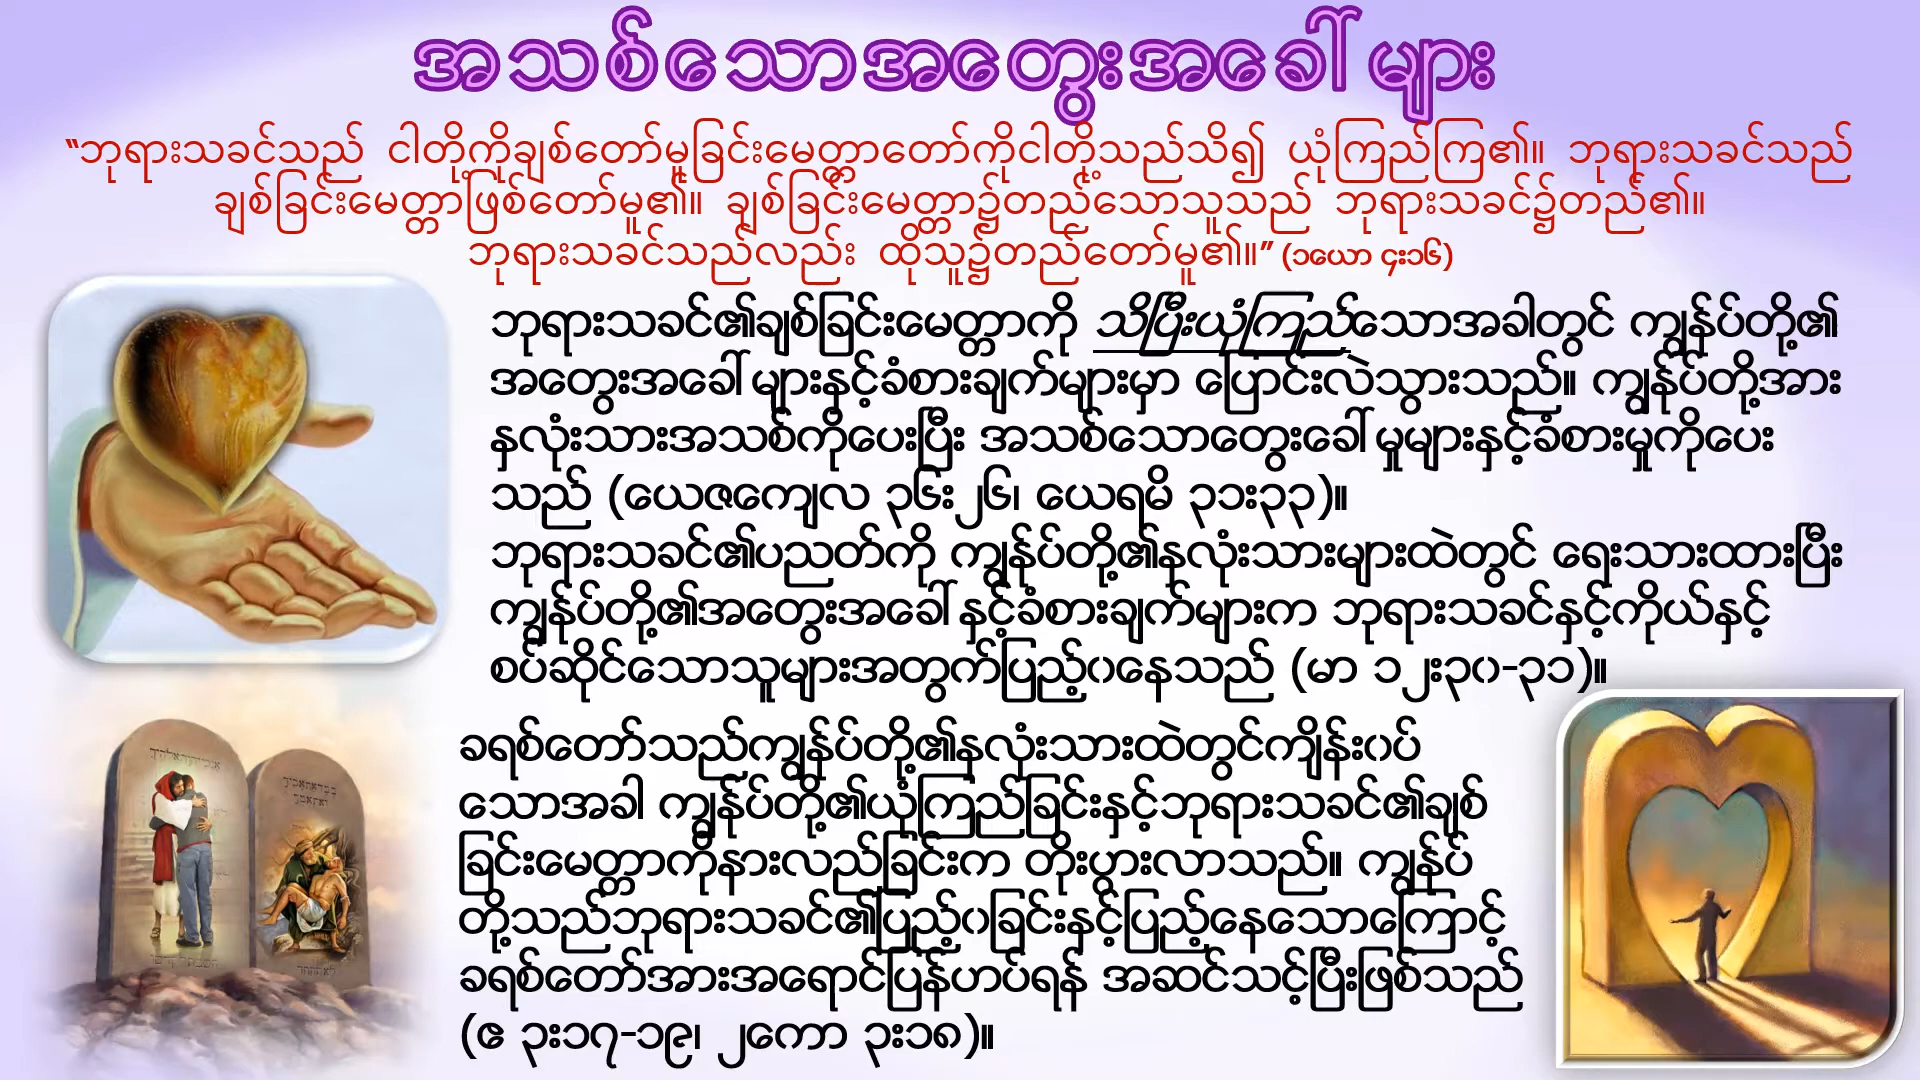 အသစ်သောအတွေးအခေါ်များ
“ဘုရားသခင်သည် ငါတို့ကိုချစ်တော်မူခြင်းမေတ္တာတော်ကိုငါတို့သည်သိ၍ ယုံကြည်ကြ၏။ ဘုရားသခင်သည်
ချစ်ခြင်းမေတ္တာဖြစ်တော်မူ၏။ ချစ်ခြင်းမေတ္တာ၌တည်သောသူသည် ဘုရားသခင်၌တည်၏။
ဘုရားသခင်သည်လည်း ထိုသူ၌တည်တော်မူ၏။” (၁ယော ၄း၁၆)
ဘုရားသခင်၏ချစ်ခြင်းမေတ္တာကို သိပြီးယုံကြည်သောအခါတွင် ကျွန်ုပ်တို့၏
အတွေးအခေါ်များနှင့်ခံစားချက်များမှာ ပြောင်းလဲသွားသည်။ ကျွန်ုပ်တို့အား
နှလုံးသားအသစ်ကိုပေးပြီး အသစ်သောတွေးခေါ်မှုများနှင့်ခံစားမှုကိုပေး
သည် (ယေဇကျေလ ၃၆း၂၆၊ ယေရမိ ၃၁း၃၃)။
ဘုရားသခင်၏ပညတ်ကို ကျွန်ုပ်တို့၏နှလုံးသားများထဲတွင် ရေးသားထားပြီး
ကျွန်ုပ်တို့၏အတွေးအခေါ်နှင့်ခံစားချက်များက ဘုရားသခင်နှင့်ကိုယ်နှင့်
စပ်ဆိုင်သောသူများအတွက်ပြည့်ဝနေသည် (မာ ၁၂း၃၀-၃၁)။
ခရစ်တော်သည်ကျွန်ုပ်တို့၏နှလုံးသားထဲတွင်ကျိန်းဝပ်
သောအခါ ကျွန်ုပ်တို့၏ယုံကြည်ခြင်းနှင့်ဘုရားသခင်၏ချစ်
ခြင်းမေတ္တာကိုနားလည်ခြင်းက တိုးပွားလာသည်။ ကျွန်ုပ်
တို့သည်ဘုရားသခင်၏ပြည့်ဝခြင်းနှင့်ပြည့်နေသောကြောင့်
ခရစ်တော်အားအရောင်ပြန်ဟပ်ရန် အဆင်သင့်ပြီးဖြစ်သည်
(ဧ ၃း၁၇-၁၉၊ ၂ကော ၃း၁၈)။